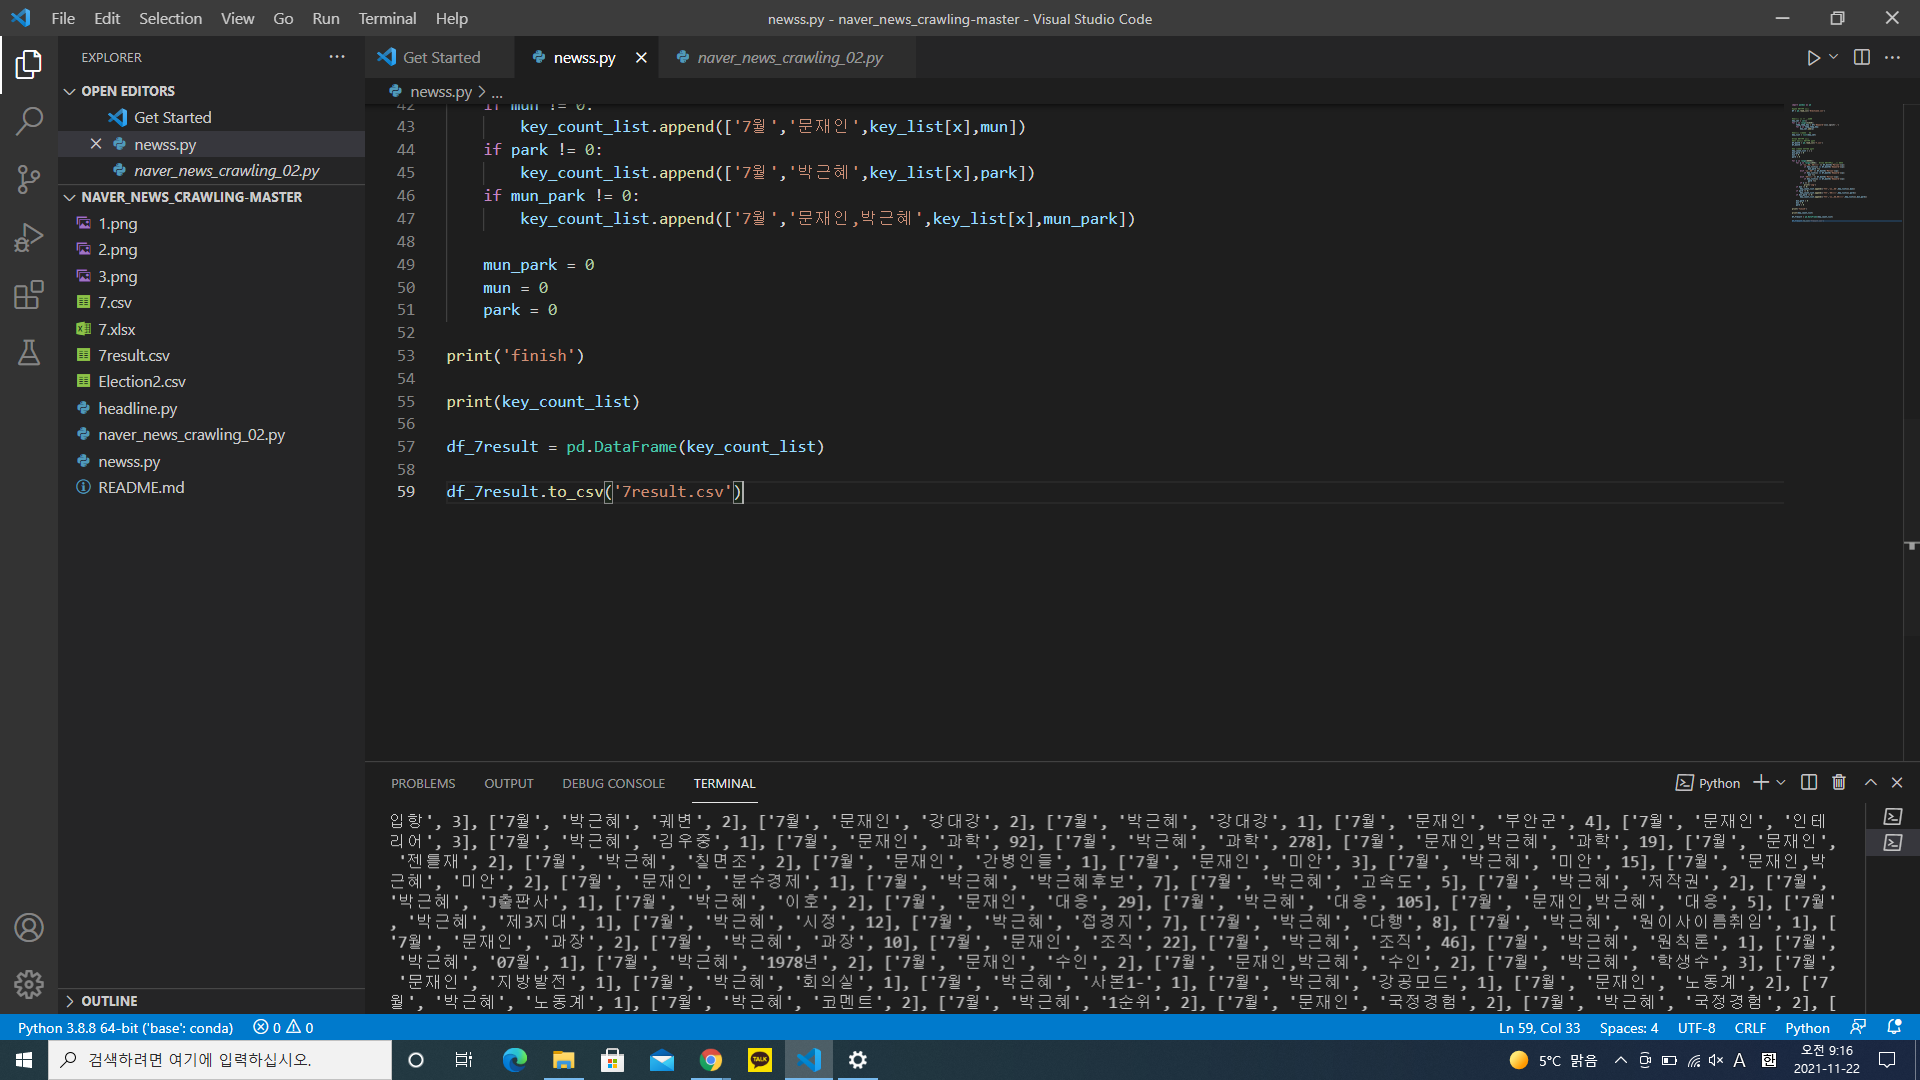 File Edit Selection View Go Run Terminal Help
newss.py - naver_news_crawling-master - Visual Studio Code
EXPLORER
Get Started
newss.py
naver_news_crawling_02.py
newss.py > ...
OPEN EDITORS
Get Started
newss.py
naver_news_crawling_02.py
NAVER_NEWS_CRAWLING-MASTER
1.png
2.png
3.png
7.csv
7.xlsx
7result.csv
Election2.csv
headline.py
naver_news_crawling_02.py
newss.py
README.md
OUTLINE
42 if mun != 0:
43 key_count_list.append(['7월','문재인',key_list[x],mun])
44 if park != 0:
45 key_count_list.append(['7월','박근혜',key_list[x],park])
46 if mun_park != 0:
47 key_count_list.append(['7월','문재인,박근혜',key_list[x],mun_park])
48
49 mun_park = 0
50 mun = 0
51 park = 0
52
53 print('finish')
54
55 print(key_count_list)
56
57 df_7result = pd.DataFrame(key_count_list)
58
59 df_7result.to_csv('7result.csv')
PROBLEMS OUTPUT DEBUG CONSOLE TERMINAL
Python
입항', 3], ['7월', '박근혜', '궤변', 2], ['7월', '문재인', '강대강', 2], ['7월', '박근혜', '강대강', 1], ['7월', '문재인', '부안군', 4], ['7월', '문재인', '인테
리어', 3], ['7월', '박근혜', '김우중', 1], ['7월', '문재인', '과학', 92], ['7월', '박근혜', '과학', 278], ['7월', '문재인,박근혜', '과학', 19], ['7월', '문재인',
'젠틀재', 2], ['7월', '박근혜', '칠면조', 2], ['7월', '문재인', '간병인들', 1], ['7월', '문재인', '미안', 3], ['7월', '박근혜', '미안', 15], ['7월', '문재인,박
근혜', '미안', 2], ['7월', '문재인', '분수경제', 1], ['7월', '박근혜', '박근혜후보', 7], ['7월', '박근혜', '고속도', 5], ['7월', '박근혜', '저작권', 2], ['7월',
'박근혜', 'J출판사', 1], ['7월', '박근혜', '이호', 2], ['7월', '문재인', '대응', 29], ['7월', '박근혜', '대응', 105], ['7월', '문재인,박근혜', '대응', 5], ['7월'
, '박근혜', '제3지대', 1], ['7월', '박근혜', '시정', 12], ['7월', '박근혜', '접경지', 7], ['7월', '박근혜', '다행', 8], ['7월', '박근혜', '원이사이름취임', 1], [
'7월', '문재인', '과장', 2], ['7월', '박근혜', '과장', 10], ['7월', '문재인', '조직', 22], ['7월', '박근혜', '조직', 46], ['7월', '박근혜', '원칙론', 1], ['7월',
'박근혜', '07월', 1], ['7월', '박근혜', '1978년', 2], ['7월', '문재인', '수인', 2], ['7월', '문재인,박근혜', '수인', 2], ['7월', '박근혜', '학생수', 3], ['7월',
'문재인', '지방발전', 1], ['7월', '박근혜', '회의실', 1], ['7월', '박근혜', '사본1-', 1], ['7월', '박근혜', '강공모드', 1], ['7월', '문재인', '노동계', 2], ['7
월', '박근혜', '노동계', 1], ['7월', '박근혜', '코멘트', 2], ['7월', '박근혜', '1순위', 2], ['7월', '문재인', '국정경험', 2], ['7월', '박근혜', '국정경험', 2], [
Python 3.8.8 64-bit ('base': conda) 0 0
Ln 59, Col 33 Spaces: 4 UTF-8 CRLF Python
검색하려면 여기에 입력하십시오.
TALK
5°C 맑음
A 한
오전 9:16
2021-11-22